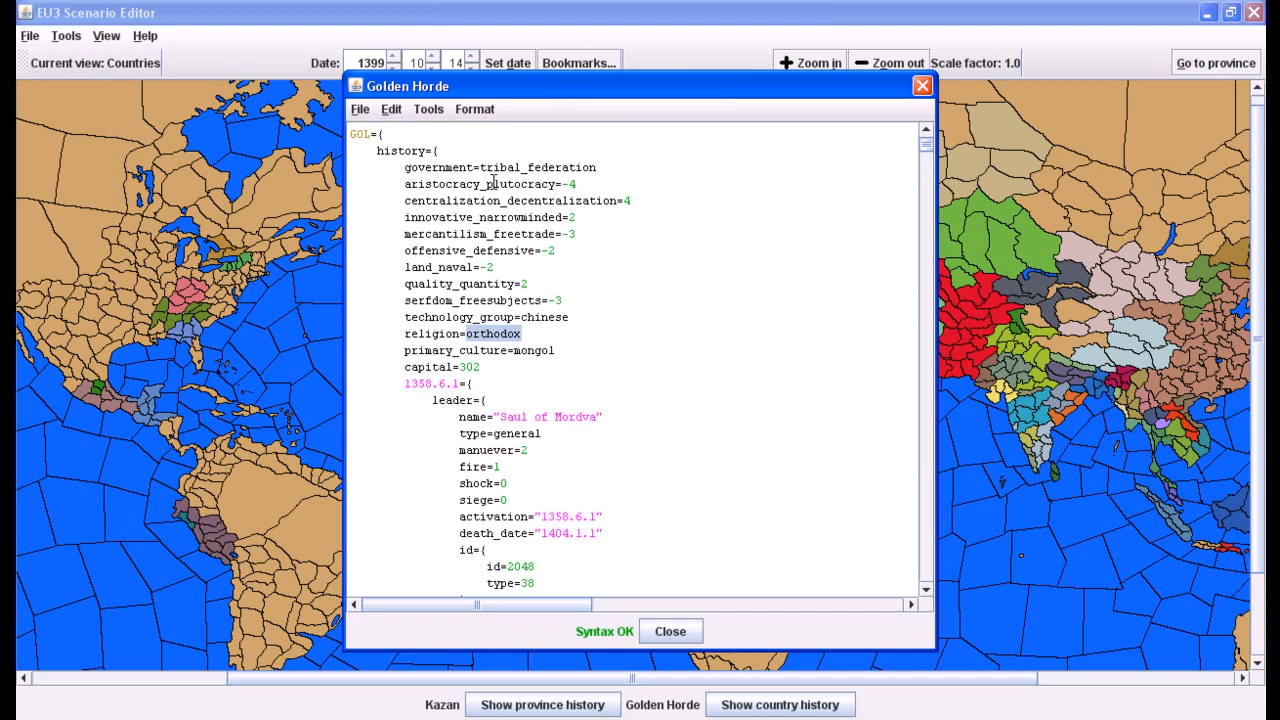 EU3 Scenario Editor
File Tools View Help
Current view: Countries Date: 1399 10 14 Set date Bookmarks... Zoom in Zoom out Scale factor: 1.0 Go to province
Golden Horde
File Edit Tools Format
GOL={
history={
government=tribal_federation
aristocracy_plutocracy=-4
centralization_decentralization=4
innovative_narrowminded=2
mercantilism_freetrade=-3
offensive_defensive=-2
land_naval=-2
quality_quantity=2
serfdom_freesubjects=-3
technology_group=chinese
religion=orthodox
primary_culture=mongol
capital=302
1358.6.1={
leader={
name="Saul of Mordva"
type=general
manuever=2
fire=1
shock=0
siege=0
activation="1358.6.1"
death_date="1404.1.1"
id={
id=2048
type=38
Syntax OK Close
Kazan Show province history Golden Horde Show country history